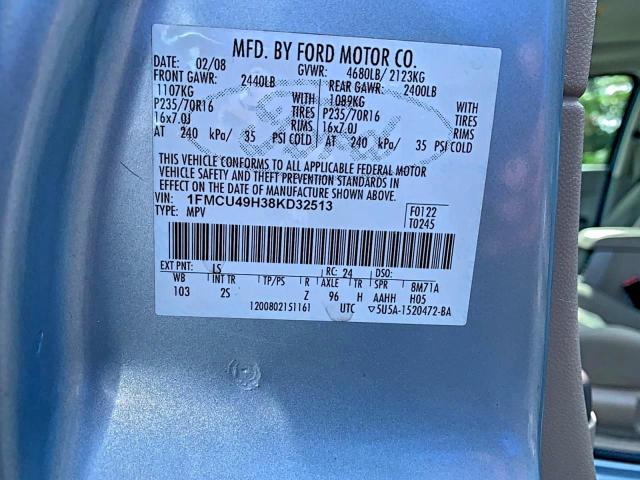 MFD. BY FORD MOTOR CO.
DATE: 02/08 GVWR: 4680LB/ 2123KG
FRONT GAWR: 2440LB REAR GAWR: 2400LB
1107KG WITH 1089KG WITH
P235/70R16 TIRES P235/70R16 TIRES
16x7.0J RIMS 16x7.0J RIMS
AT 240 kPa/ 35 PSI COLD AT 240 kPa/ 35 PSI COLD
THIS VEHICLE CONFORMS TO ALL APPLICABLE FEDERAL MOTOR
VEHICLE SAFETY AND THEFT PREVENTION STANDARDS IN
EFFECT ON THE DATE OF MANUFACTURE SHOWN ABOVE.
VIN: 1FMCU49H38KD32513 F0122
TYPE: MPV T0245
EXT PNT: LS RC: 24 DSO:
WB INT TR TP/PS R AXLE TR SPR 8M71A
103 2S Z 96 H AAHH H05
1200802151161 UTC ▽5U5A-1520472-BA
Ford